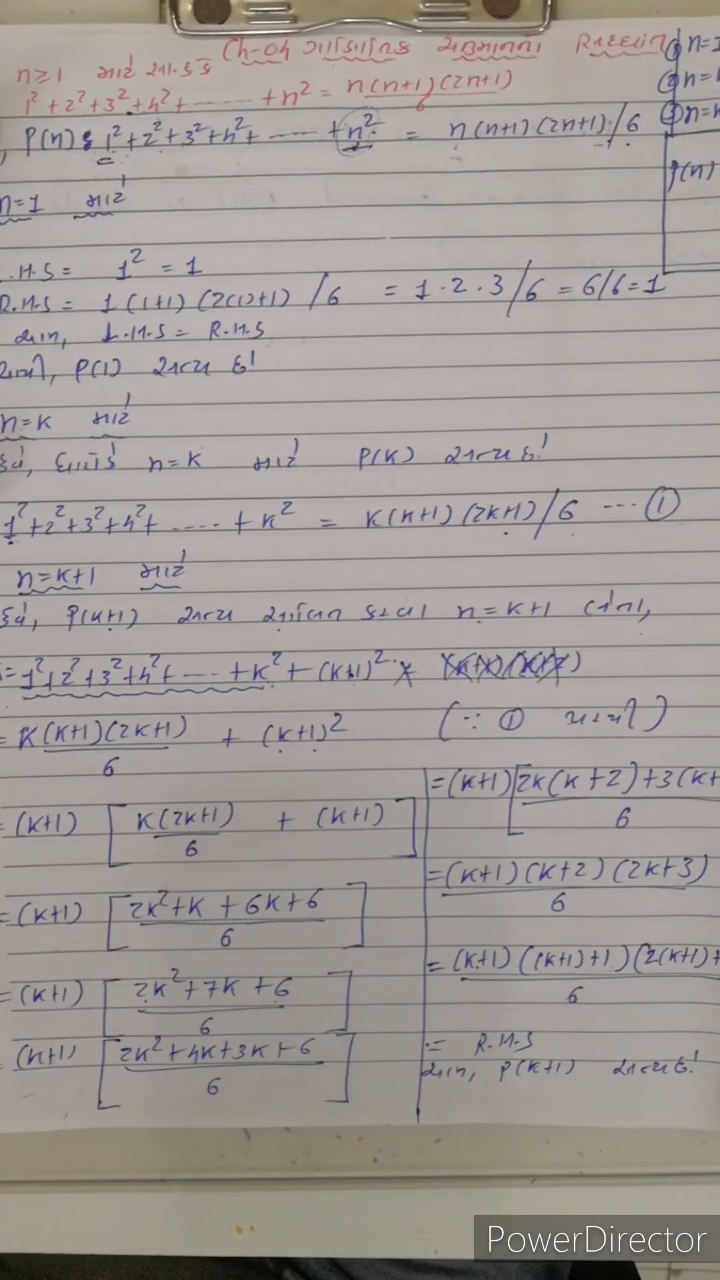 Ch-04 ગાણિતિક અનુમાનનો સિદ્ધાંત
① n=1
n≥1 માટે સા.ક.કે
② n=k
1² + 2² + 3² + 4² + ------ + n² = n(n+1)(2n+1)/6
③ n=k
P(n): 1² + 2² + 3² + 4² + ------ + n² = n(n+1)(2n+1)/6
P(n)
n=1 માટે
L.H.S = 1² = 1
R.H.S = 1(1+1)(2(1)+1)/6 = 1·2·3/6 = 6/6 = 1
આમ, L.H.S = R.H.S
P(1) સત્ય છે.
n=k માટે
ધારો કે n=k માટે P(k) સત્ય છે.
1² + 2² + 3² + 4² + ------ + k² = k(k+1)(2k+1)/6 --- ①
n=k+1 માટે
હવે, P(k+1) સત્ય સાબિત કરવા n=k+1 લેતાં,
= 1² + 2² + 3² + 4² + --- + k² + (k+1)²
= k(k+1)(2k+1)/6 + (k+1)² (∵ ① પરથી)
= (k+1) [k(2k+1)/6 + (k+1)]
= (k+1) [2k²+k+6k+6/6]
= (k+1) [2k²+7k+6/6]
(k+1) [2k²+4k+3k+6/6]
= (k+1) [2k(k+2)+3(k+
6
= (k+1)(k+2)(2k+3)/6
= (k+1)((k+1)+1)(2(k+1)+
6
= R.H.S
આમ, P(k+1) સત્ય છે.
PowerDirector